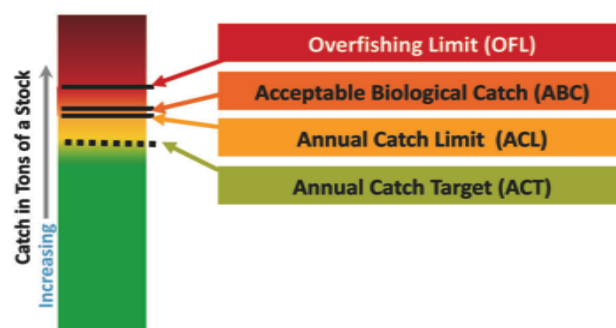 Overfishing Limit (OFL)
Acceptable Biological Catch (ABC)
Annual Catch Limit (ACL)
Annual Catch Target (ACT)
Catch in Tons of a Stock
Increasing